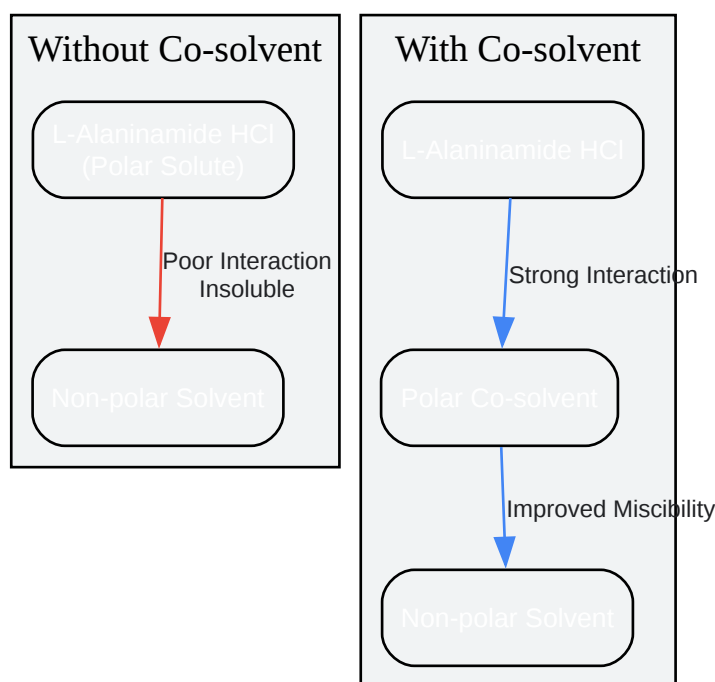 Without Co-solvent
L-Alaninamide HCl
(Polar Solute)
Poor Interaction
Insoluble
Non-polar Solvent
With Co-solvent
L-Alaninamide HCl
Strong Interaction
Polar Co-solvent
Improved Miscibility
Non-polar Solvent